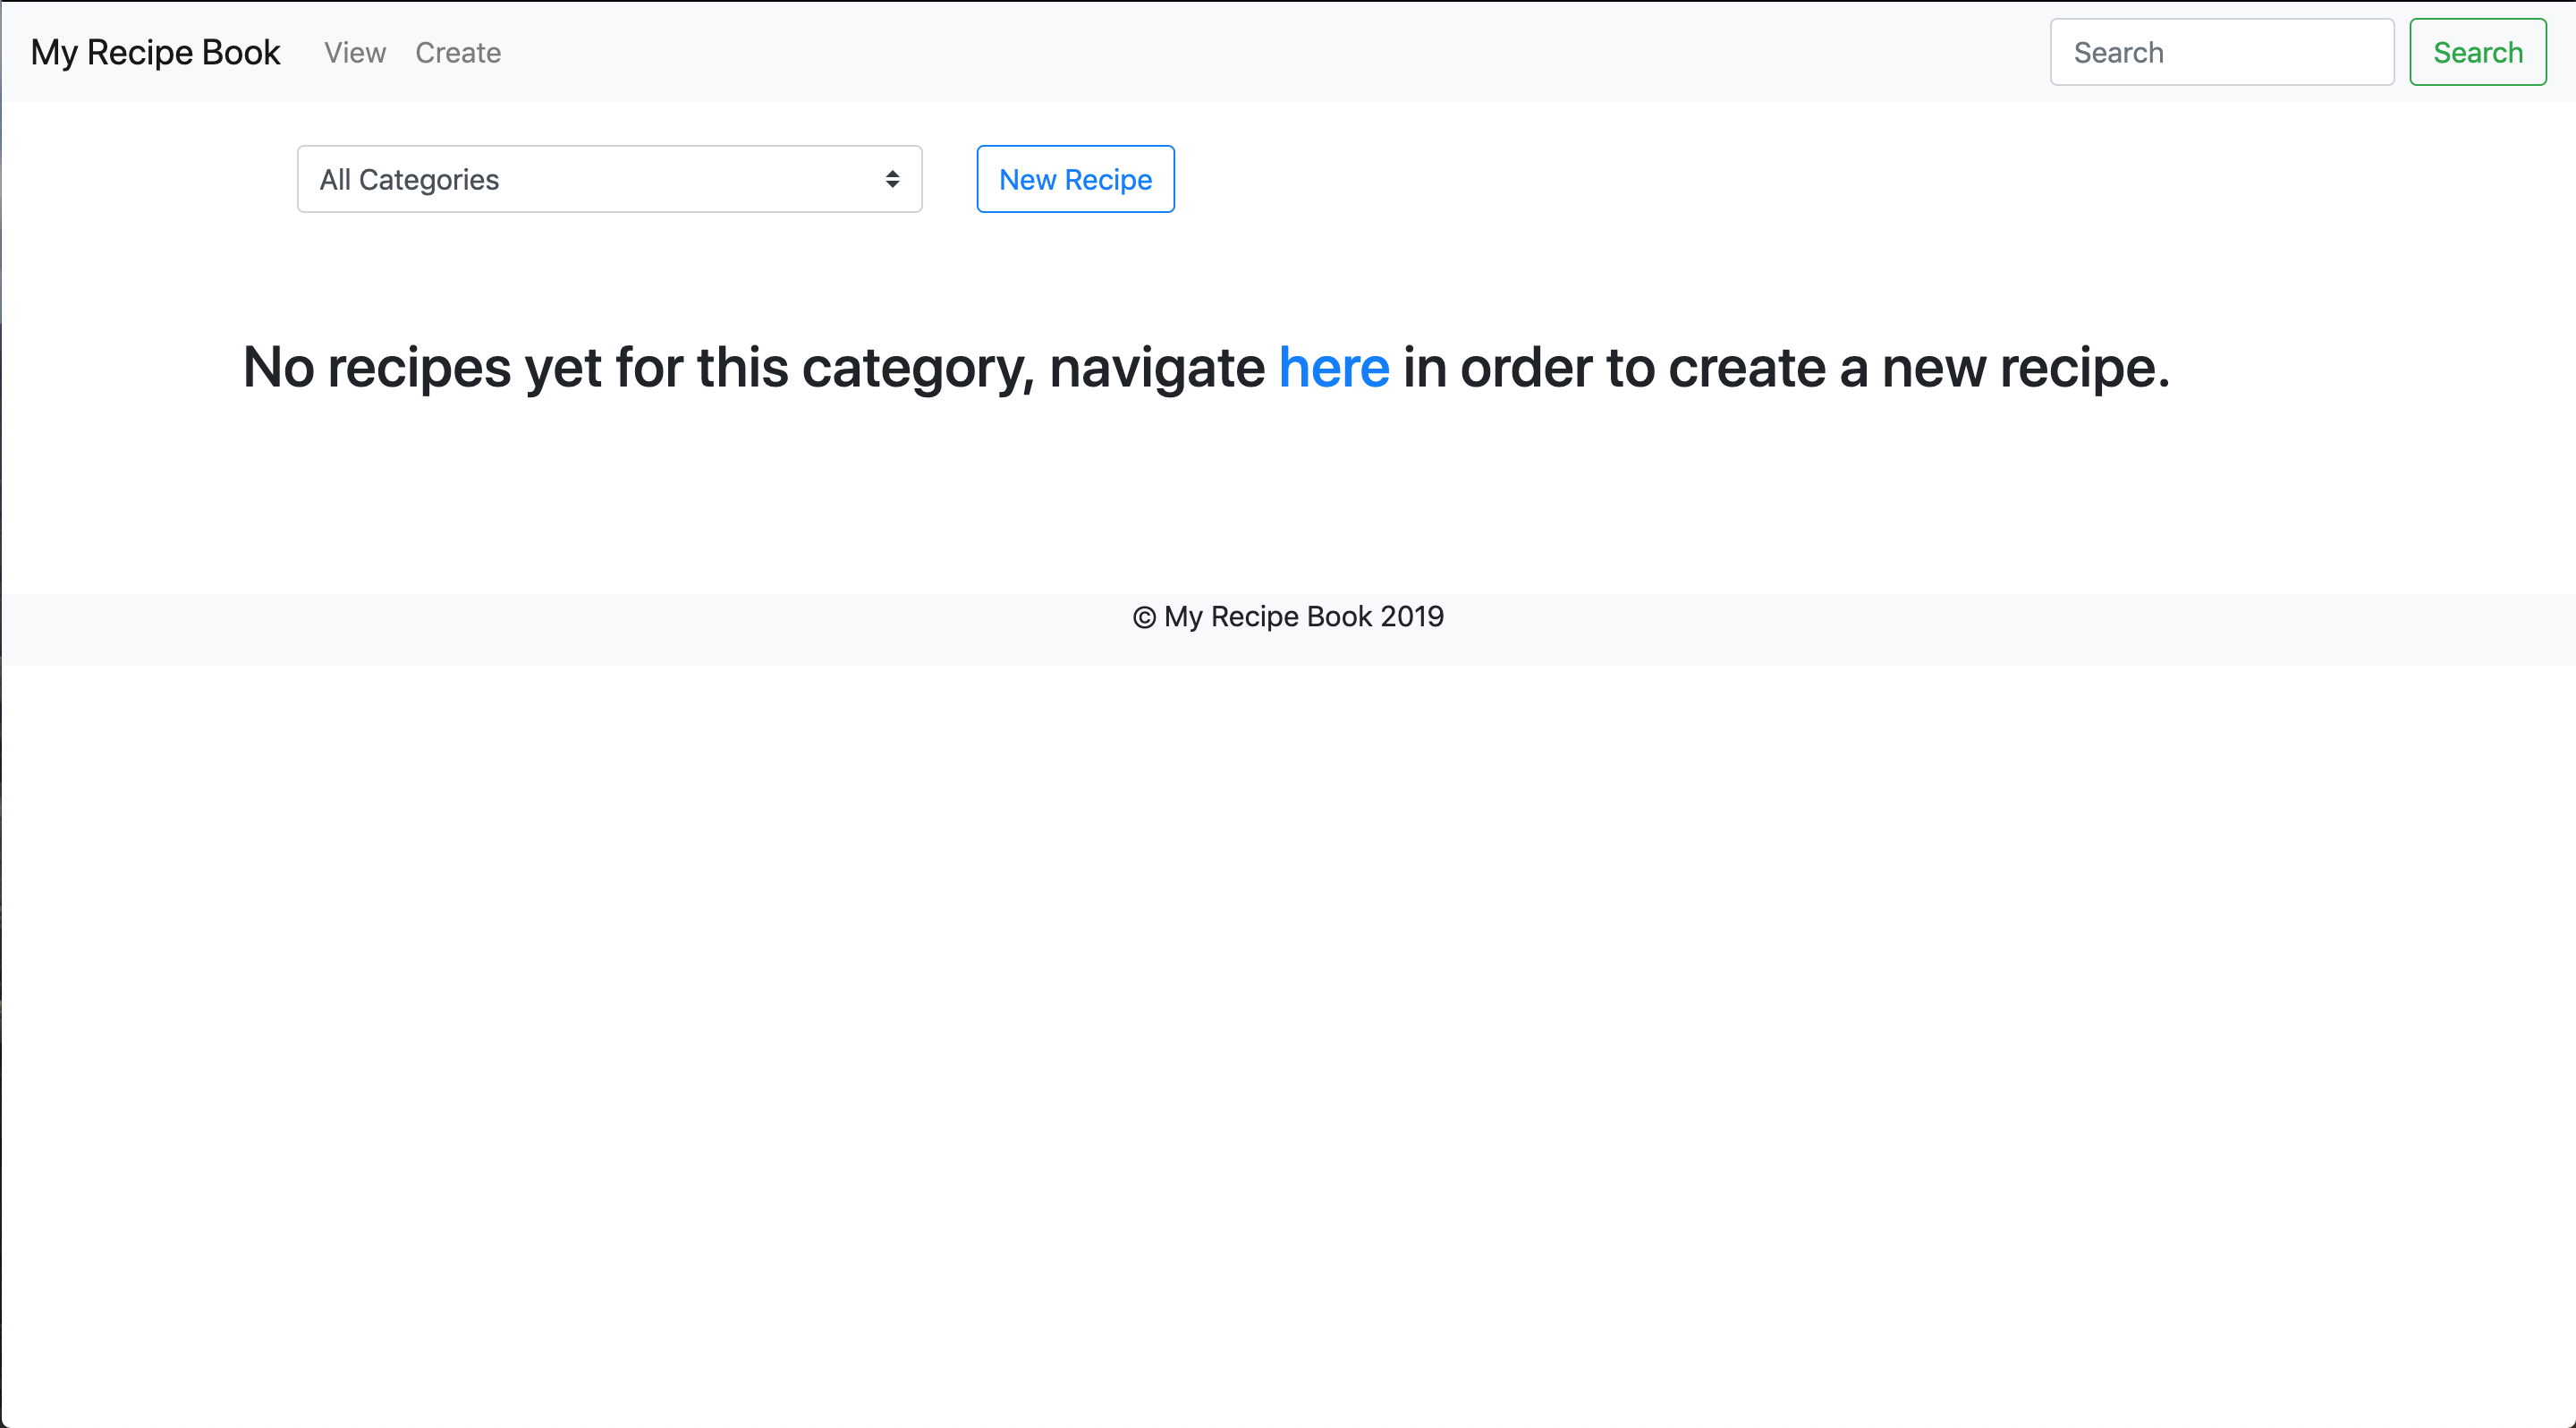 My Recipe Book View Create Search Search
All Categories New Recipe
No recipes yet for this category, navigate here in order to create a new recipe.
© My Recipe Book 2019